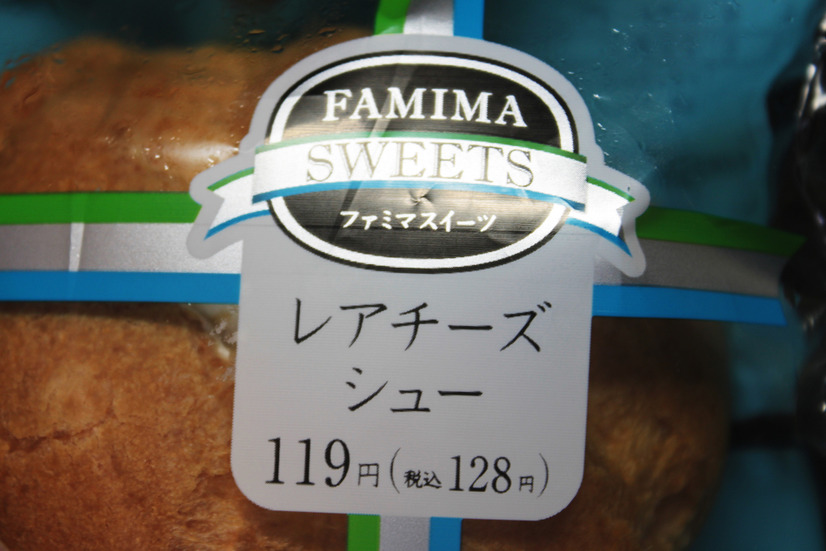 FAMIMA
SWEETS
ファミマスイーツ
レアチーズ
シュー
119円(税込128円)